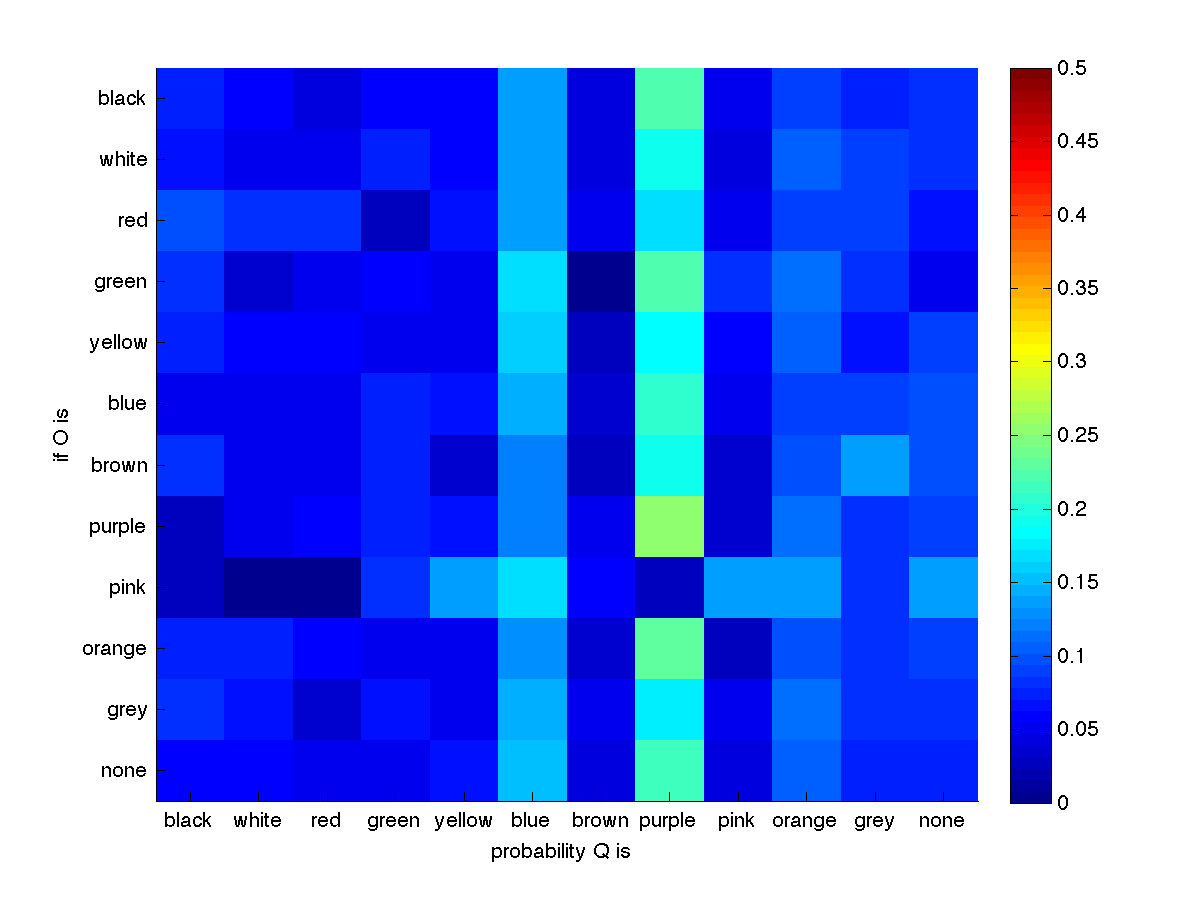 black
white
red
green
yellow
blue
brown
purple
pink
orange
grey
none
if O is
black white red green yellow blue brown purple pink orange grey none
probability Q is
0.5
0.45
0.4
0.35
0.3
0.25
0.2
0.15
0.1
0.05
0